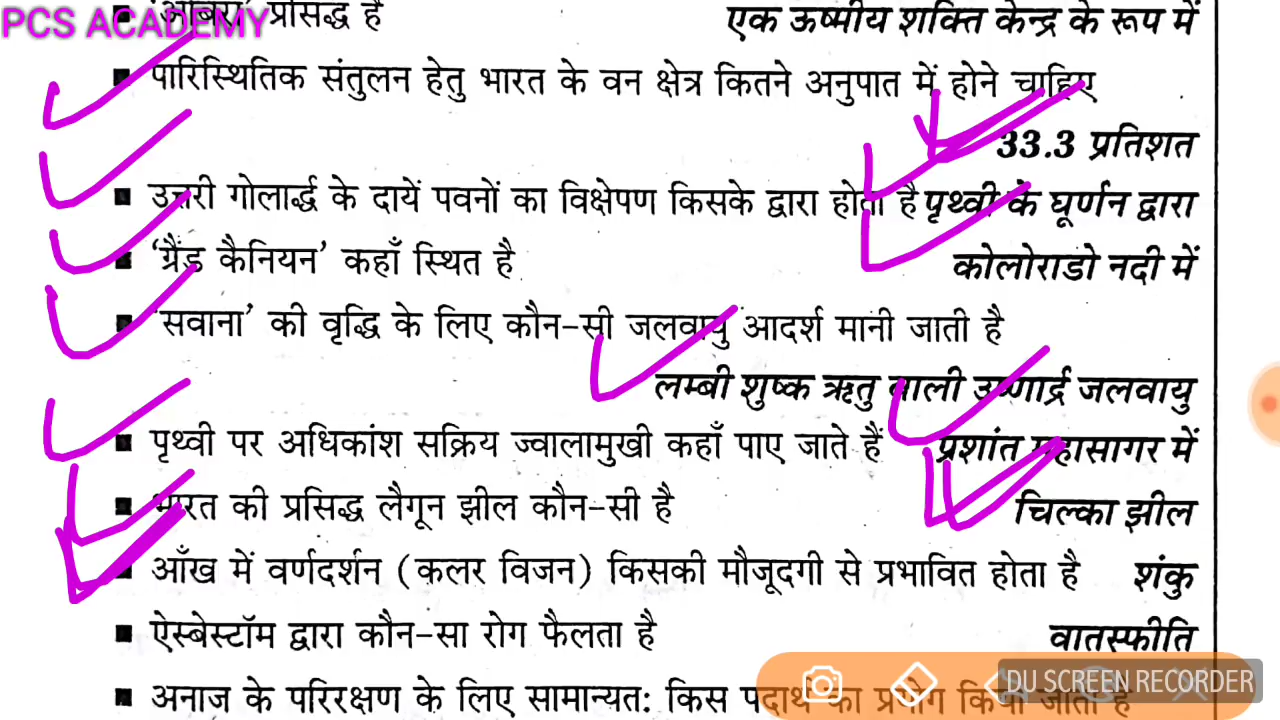 PCS ACADEMY
'ओबरा' प्रसिद्ध है एक ऊष्मीय शक्ति केन्द्र के रूप में
पारिस्थितिक संतुलन हेतु भारत के वन क्षेत्र कितने अनुपात में होने चाहिए
33.3 प्रतिशत
उत्तरी गोलार्द्ध के दायें पवनों का विक्षेपण किसके द्वारा होता है पृथ्वी के घूर्णन द्वारा
'ग्रैंड कैनियन' कहाँ स्थित है कोलोराडो नदी में
'सवाना' की वृद्धि के लिए कौन-सी जलवायु आदर्श मानी जाती है
लम्बी शुष्क ऋतु वाली उष्णार्द्र जलवायु
पृथ्वी पर अधिकांश सक्रिय ज्वालामुखी कहाँ पाए जाते हैं प्रशांत महासागर में
भारत की प्रसिद्ध लैगून झील कौन-सी है चिल्का झील
आँख में वर्णदर्शन (कलर विजन) किसकी मौजूदगी से प्रभावित होता है शंकु
ऐस्बेस्टॉम द्वारा कौन-सा रोग फैलता है वातस्फीति
अनाज के परिरक्षण के लिए सामान्यत: किस पदार्थ का प्रयोग किया जाता है
DU SCREEN RECORDER